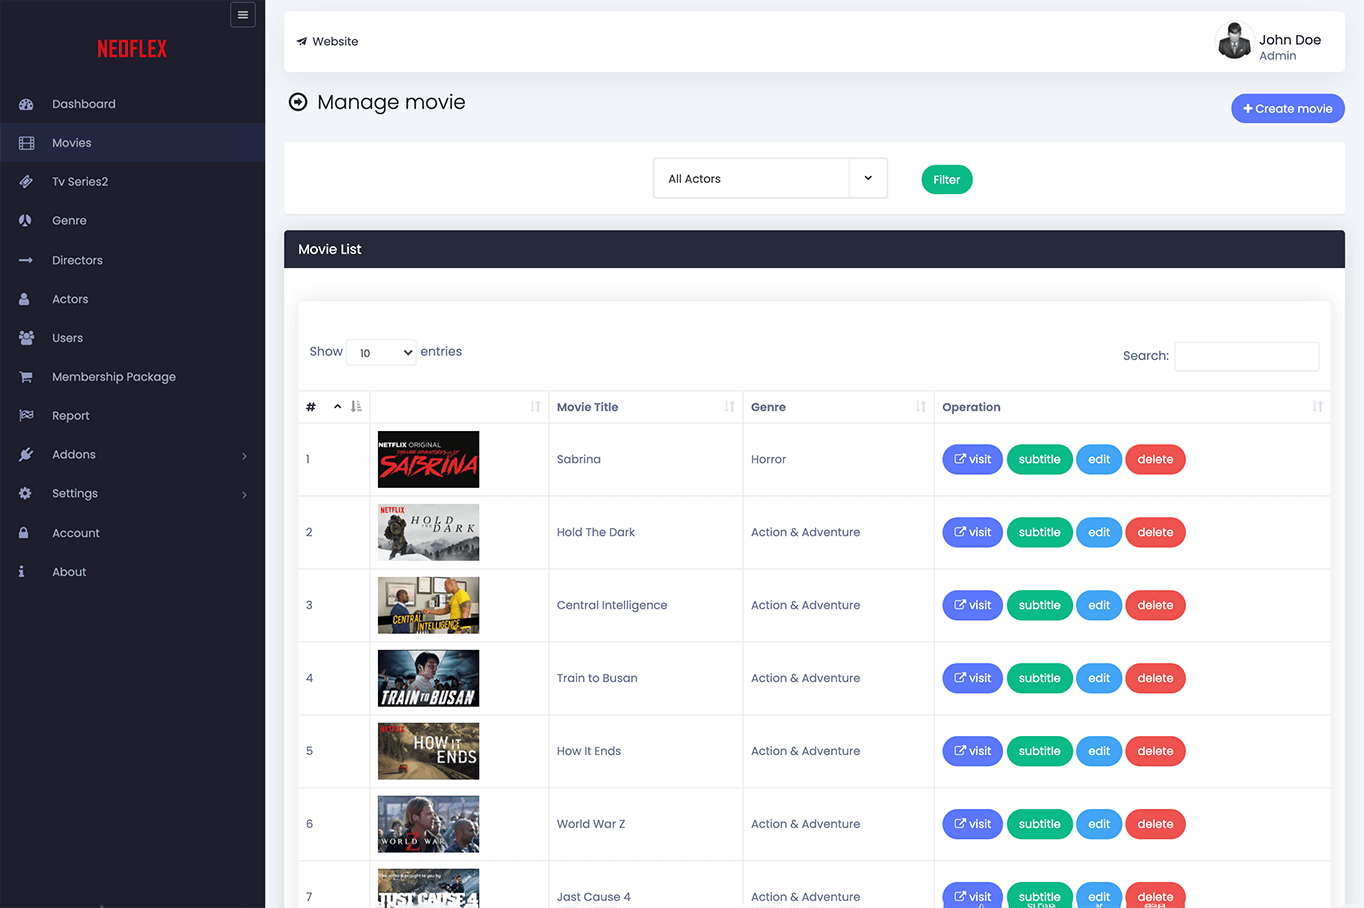 NEOFLEX
Dashboard
Movies
Tv Series2
Genre
Directors
Actors
Users
Membership Package
Report
Addons
Settings
Account
About
Website
John Doe
Admin
Manage movie
+ Create movie
All Actors
Filter
Movie List
Show 10 entries
Search:
# Movie Title Genre Operation
NETFLIX ORIGINAL
SABRINA
1 Sabrina Horror visit subtitle edit delete
NETFLIX
HOLD THE DARK
2 Hold The Dark Action & Adventure visit subtitle edit delete
CENTRAL INTELLIGENCE
3 Central Intelligence Action & Adventure visit subtitle edit delete
TRAIN TO BUSAN
4 Train to Busan Action & Adventure visit subtitle edit delete
NETFLIX
HOW IT ENDS
5 How It Ends Action & Adventure visit subtitle edit delete
WORLD WAR Z
6 World War Z Action & Adventure visit subtitle edit delete
JUST CAUSE 4
7 Jast Cause 4 Action & Adventure visit subtitle edit delete